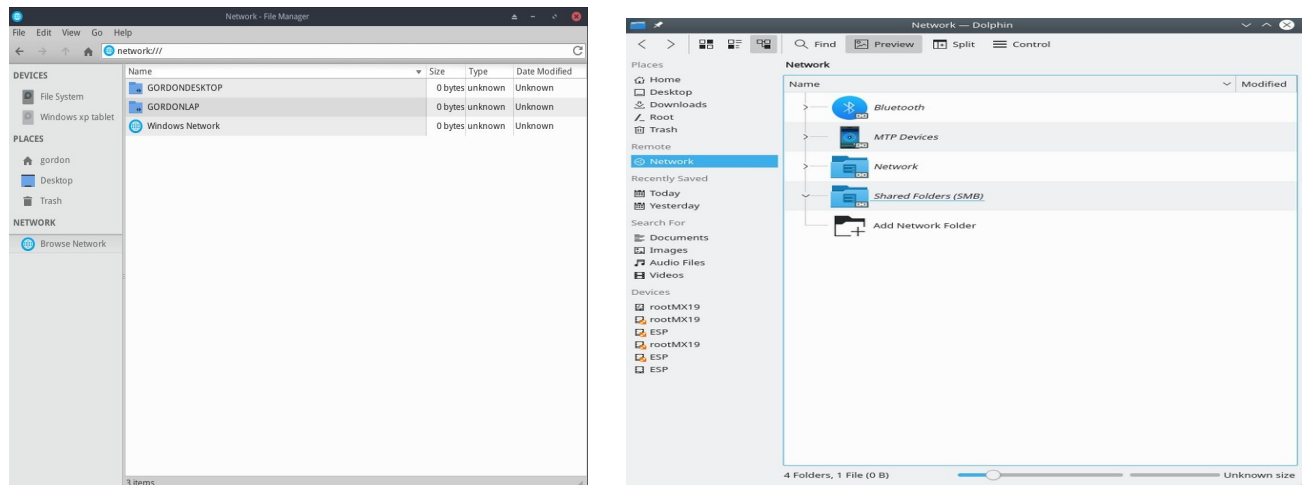 Network - File Manager
File Edit View Go Help
network:///
DEVICES
File System
Windows xp tablet
PLACES
gordon
Desktop
Trash
NETWORK
Browse Network
Name Size Type Date Modified
GORDONDESKTOP 0 bytes unknown Unknown
GORDONLAP 0 bytes unknown Unknown
Windows Network 0 bytes unknown Unknown
3 items
Network — Dolphin
Find Preview Split Control
Places
Home
Desktop
Downloads
Root
Trash
Remote
Network
Recently Saved
Today
Yesterday
Search For
Documents
Images
Audio Files
Videos
Devices
rootMX19
rootMX19
ESP
rootMX19
ESP
ESP
Network
Name Modified
Bluetooth
MTP Devices
Network
Shared Folders (SMB)
Add Network Folder
4 Folders, 1 File (0 B) Unknown size